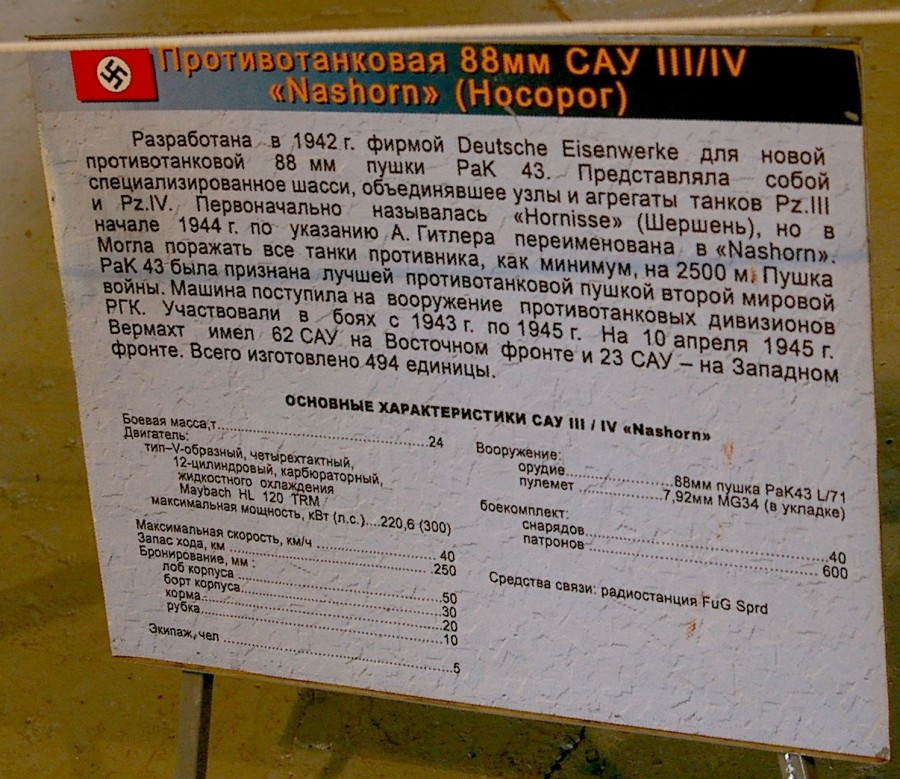 Противотанковая 88мм САУ III/IV
«Nashorn» (Носорог)
Разработана в 1942 г. фирмой Deutsche Eisenwerke для новой
противотанковой 88 мм пушки PaK 43. Представляла собой
специализированное шасси, объединявшее узлы и агрегаты танков Pz.III
и Pz.IV. Первоначально называлась «Hornisse» (Шершень), но в
начале 1944 г. по указанию А. Гитлера переименована в «Nashorn».
Могла поражать все танки противника, как минимум, на 2500 м. Пушка
PaK 43 была признана лучшей противотанковой пушкой второй мировой
войны. Машина поступила на вооружение противотанковых дивизионов
РГК. Участвовали в боях с 1943 г. по 1945 г. На 10 апреля 1945 г.
Вермахт имел 62 САУ на Восточном фронте и 23 САУ – на Западном
фронте. Всего изготовлено 494 единицы.
ОСНОВНЫЕ ХАРАКТЕРИСТИКИ САУ III / IV «Nashorn»
Боевая масса,т......24
Двигатель:
тип–V-образный, четырехтактный,
12-цилиндровый, карбюраторный,
жидкостного охлаждения
Maybach HL 120 TRM
максимальная мощность, кВт (л.с.)....220,6 (300)
Максимальная скорость, км/ч ......40
Запас хода, км ......250
Бронирование, мм :
лоб корпуса ......50
борт корпуса......30
корма......20
рубка......10
Экипаж, чел ......5
Вооружение:
орудие......88мм пушка PaK43 L/71
пулемет ......7,92мм MG34 (в укладке)
боекомплект:
снарядов......40
патронов ......600
Средства связи: радиостанция FuG Sprd